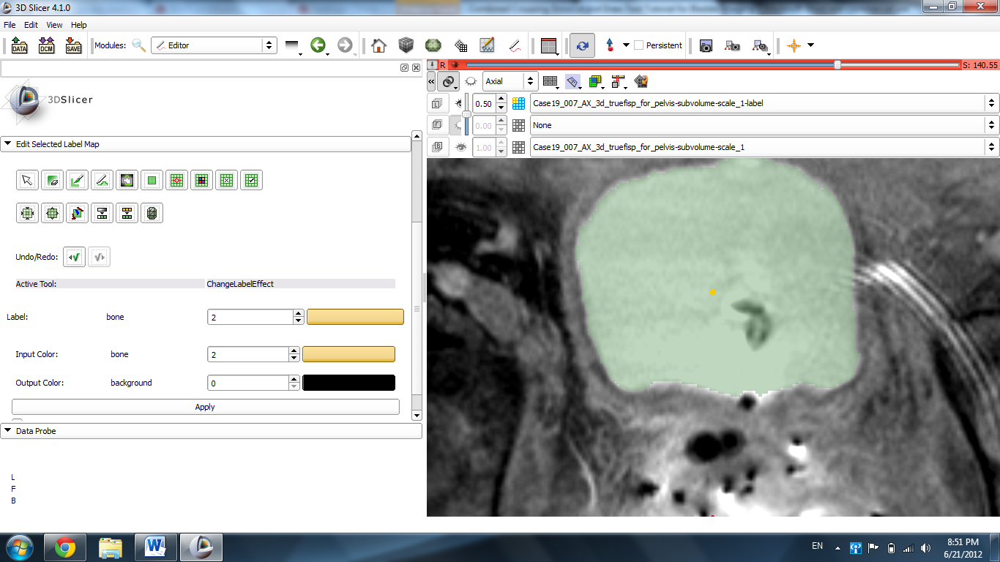 3D Slicer 4.1.0
File Edit View Help
DATA DCM SAVE Modules: Editor Persistent
R S: 140.55
3DSlicer
Axial
L 0.50 Case19_007_AX_3d_truefisp_for_pelvis-subvolume-scale_1-label
F 0.00 None
B 1.00 Case19_007_AX_3d_truefisp_for_pelvis-subvolume-scale_1
Edit Selected Label Map
Undo/Redo:
Active Tool: ChangeLabelEffect
Label: bone 2
Input Color: bone 2
Output Color: background 0
Apply
Data Probe
L
F
B
EN 8:51 PM
6/21/2012